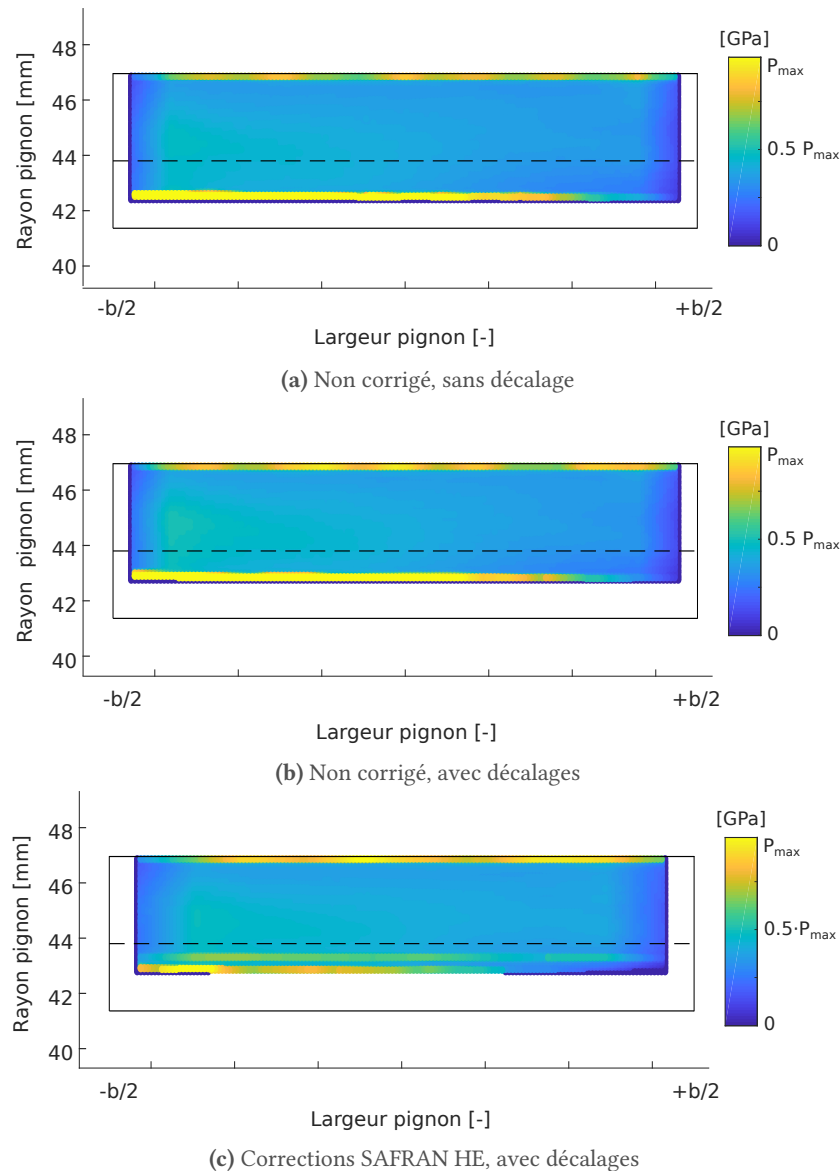 [GPa]
48
46
44
42
40
Rayon pignon [mm]
Pmax
0.5 Pmax
0
-b/2
+b/2
Largeur pignon [-]
(a) Non corrigé, sans décalage
[GPa]
48
46
44
42
40
Rayon pignon [mm]
Pmax
0.5 Pmax
0
-b/2
+b/2
Largeur pignon [-]
(b) Non corrigé, avec décalages
[GPa]
48
46
44
42
40
Rayon pignon [mm]
Pmax
0.5·Pmax
0
-b/2
+b/2
Largeur pignon [-]
(c) Corrections SAFRAN HE, avec décalages